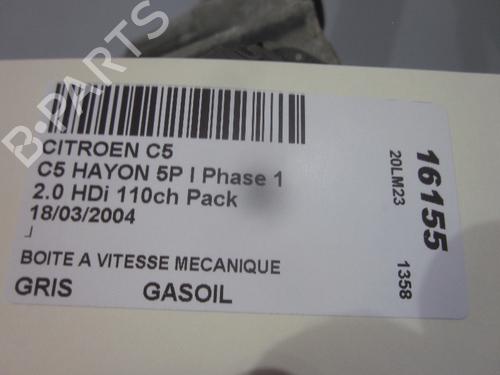 CITROEN C5
C5 HAYON 5P I Phase 1
2.0 HDi 110ch Pack
18/03/2004
BOITE A VITESSE MECANIQUE
GRIS GASOIL
16155
20LM23
1358
B-PARTS